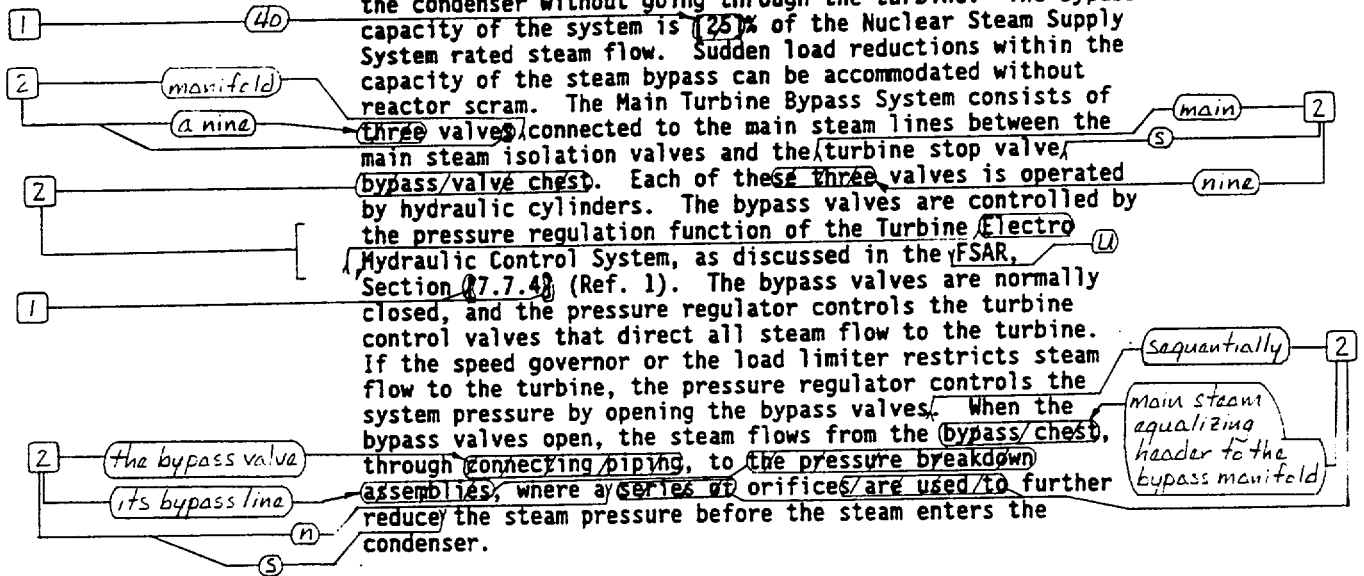 the condenser without going through the turbine. The bypass
1 40 capacity of the system is [25]% of the Nuclear Steam Supply
System rated steam flow. Sudden load reductions within the
2 manifold capacity of the steam bypass can be accommodated without
reactor scram. The Main Turbine Bypass System consists of main 2
a nine three valves connected to the main steam lines between the
main steam isolation valves and the turbine stop valve s
2 bypass valve chest. Each of these three valves is operated nine
by hydraulic cylinders. The bypass valves are controlled by
the pressure regulation function of the Turbine Electro
Hydraulic Control System, as discussed in the FSAR, U
1 Section [7.7.4] (Ref. 1). The bypass valves are normally
closed, and the pressure regulator controls the turbine
control valves that direct all steam flow to the turbine.
If the speed governor or the load limiter restricts steam sequentially 2
flow to the turbine, the pressure regulator controls the
system pressure by opening the bypass valves. When the main steam
bypass valves open, the steam flows from the bypass chest, equalizing
2 the bypass valve through connecting piping, to the pressure breakdown header to the
its bypass line assemblies, where a series of orifices are used to further bypass manifold
n reduce the steam pressure before the steam enters the
s condenser.